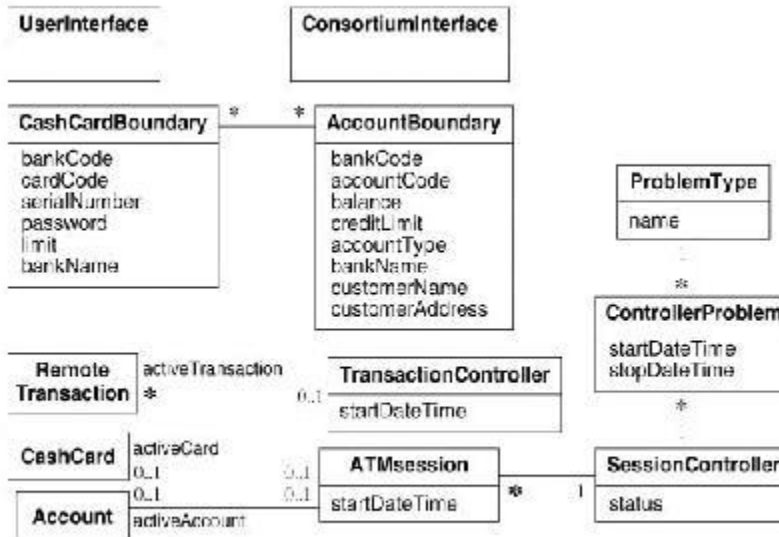 UserInterface
ConsortiumInterface
CashCardBoundary
*
*
AccountBoundary
bankCode
cardCode
serialNumber
password
limit
bankName
bankCode
accountCode
balance
creditLimit
accountType
bankName
customerName
customerAddress
ProblemType
name
*
ControllerProblem
startDateTime
stopDateTime
*
Remote
Transaction
activeTransaction
*
0..1
TransactionController
startDateTime
CashCard
activeCard
0..1
0..1
ATMsession
startDateTime
*
1
SessionController
status
Account
0..1
0..1
activeAccount